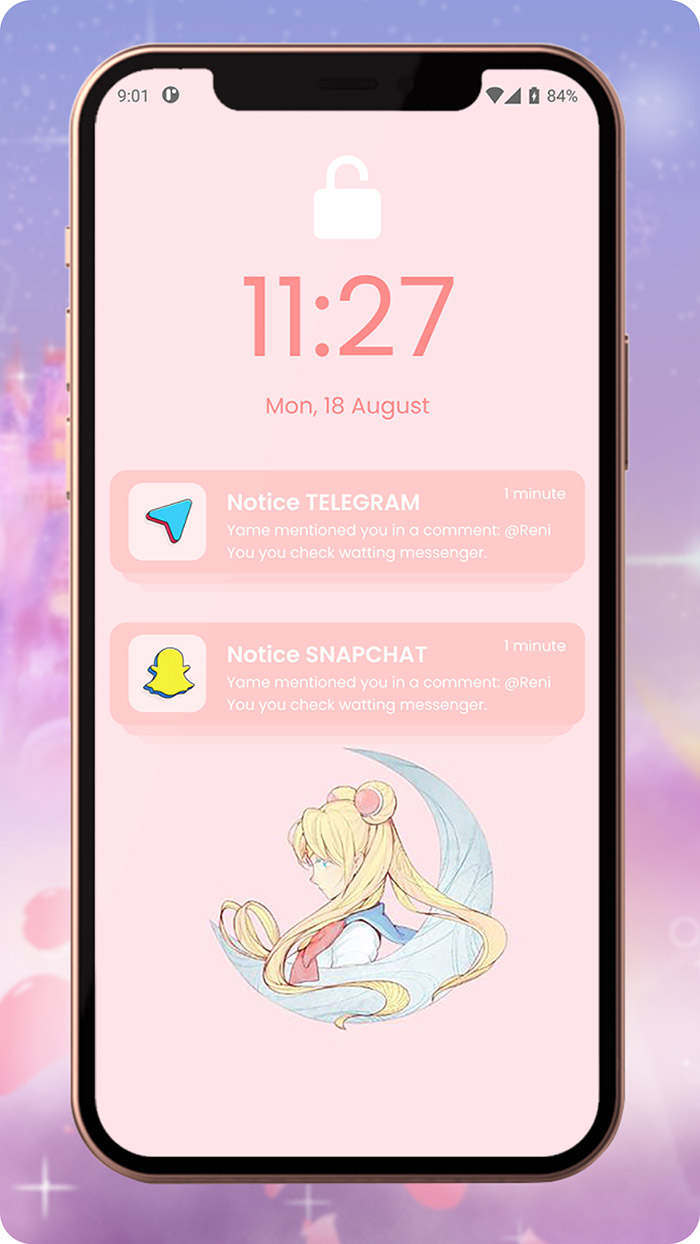 9:01 84%
11:27
Mon, 18 August
Notice TELEGRAM 1 minute
Yame mentioned you in a comment: @Reni
You you check watting messenger.
Notice SNAPCHAT 1 minute
Yame mentioned you in a comment: @Reni
You you check watting messenger.